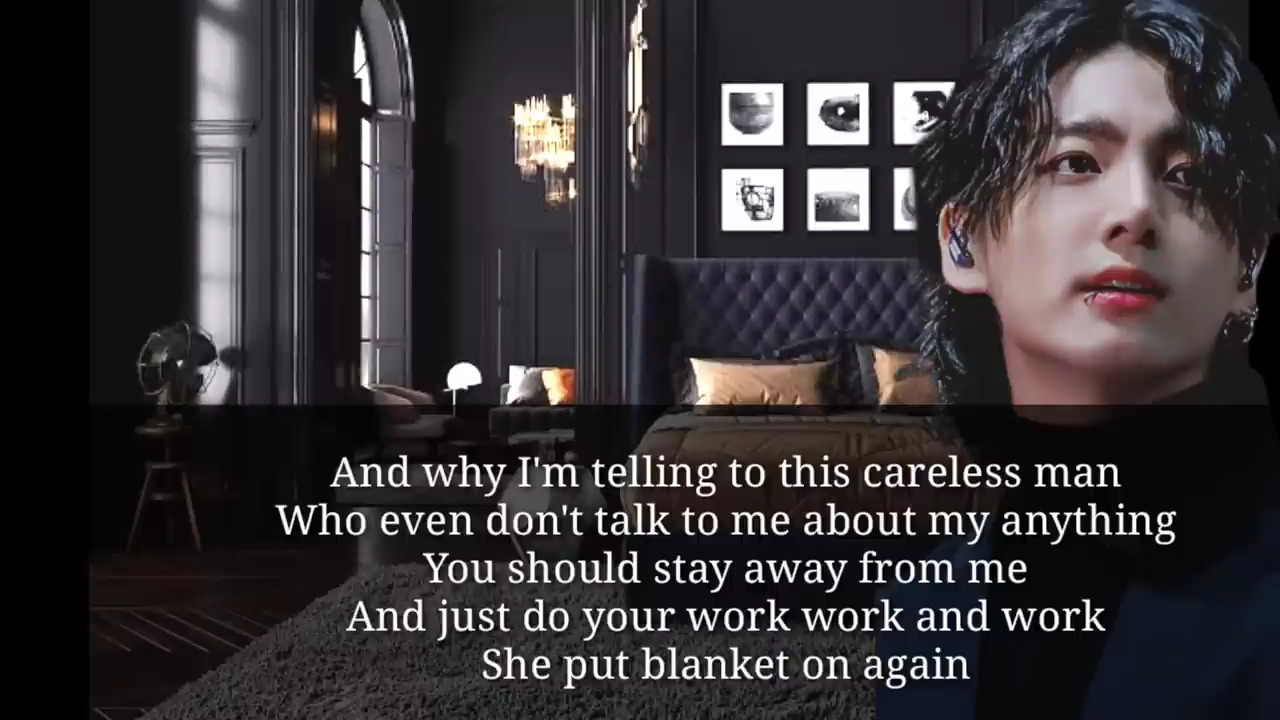 And why I'm telling to this careless man
Who even don't talk to me about my anything
You should stay away from me
And just do your work work and work
She put blanket on again